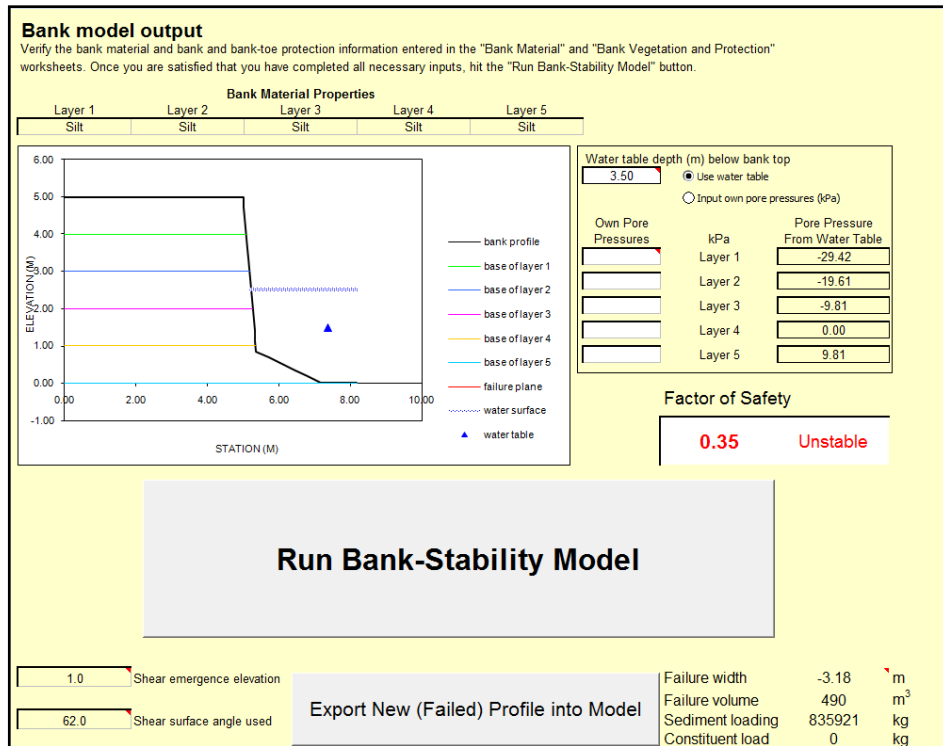 Bank model output
Verify the bank material and bank and bank-toe protection information entered in the "Bank Material" and "Bank Vegetation and Protection"
worksheets. Once you are satisfied that you have completed all necessary inputs, hit the "Run Bank-Stability Model" button.
Bank Material Properties
Layer 1 Layer 2 Layer 3 Layer 4 Layer 5
Silt Silt Silt Silt Silt
6.00
5.00
4.00
3.00
2.00
1.00
0.00
-1.00
ELEVATION (M)
0.00 2.00 4.00 6.00 8.00 10.00
STATION (M)
bank profile
base of layer 1
base of layer 2
base of layer 3
base of layer 4
base of layer 5
failure plane
water surface
water table
Water table depth (m) below bank top
3.50 Use water table
Input own pore pressures (kPa)
Own Pore Pore Pressure
Pressures kPa From Water Table
Layer 1 -29.42
Layer 2 -19.61
Layer 3 -9.81
Layer 4 0.00
Layer 5 9.81
Factor of Safety
0.35 Unstable
Run Bank-Stability Model
1.0 Shear emergence elevation
62.0 Shear surface angle used
Export New (Failed) Profile into Model
Failure width -3.18 m
Failure volume 490 m³
Sediment loading 835921 kg
Constituent load 0 kg